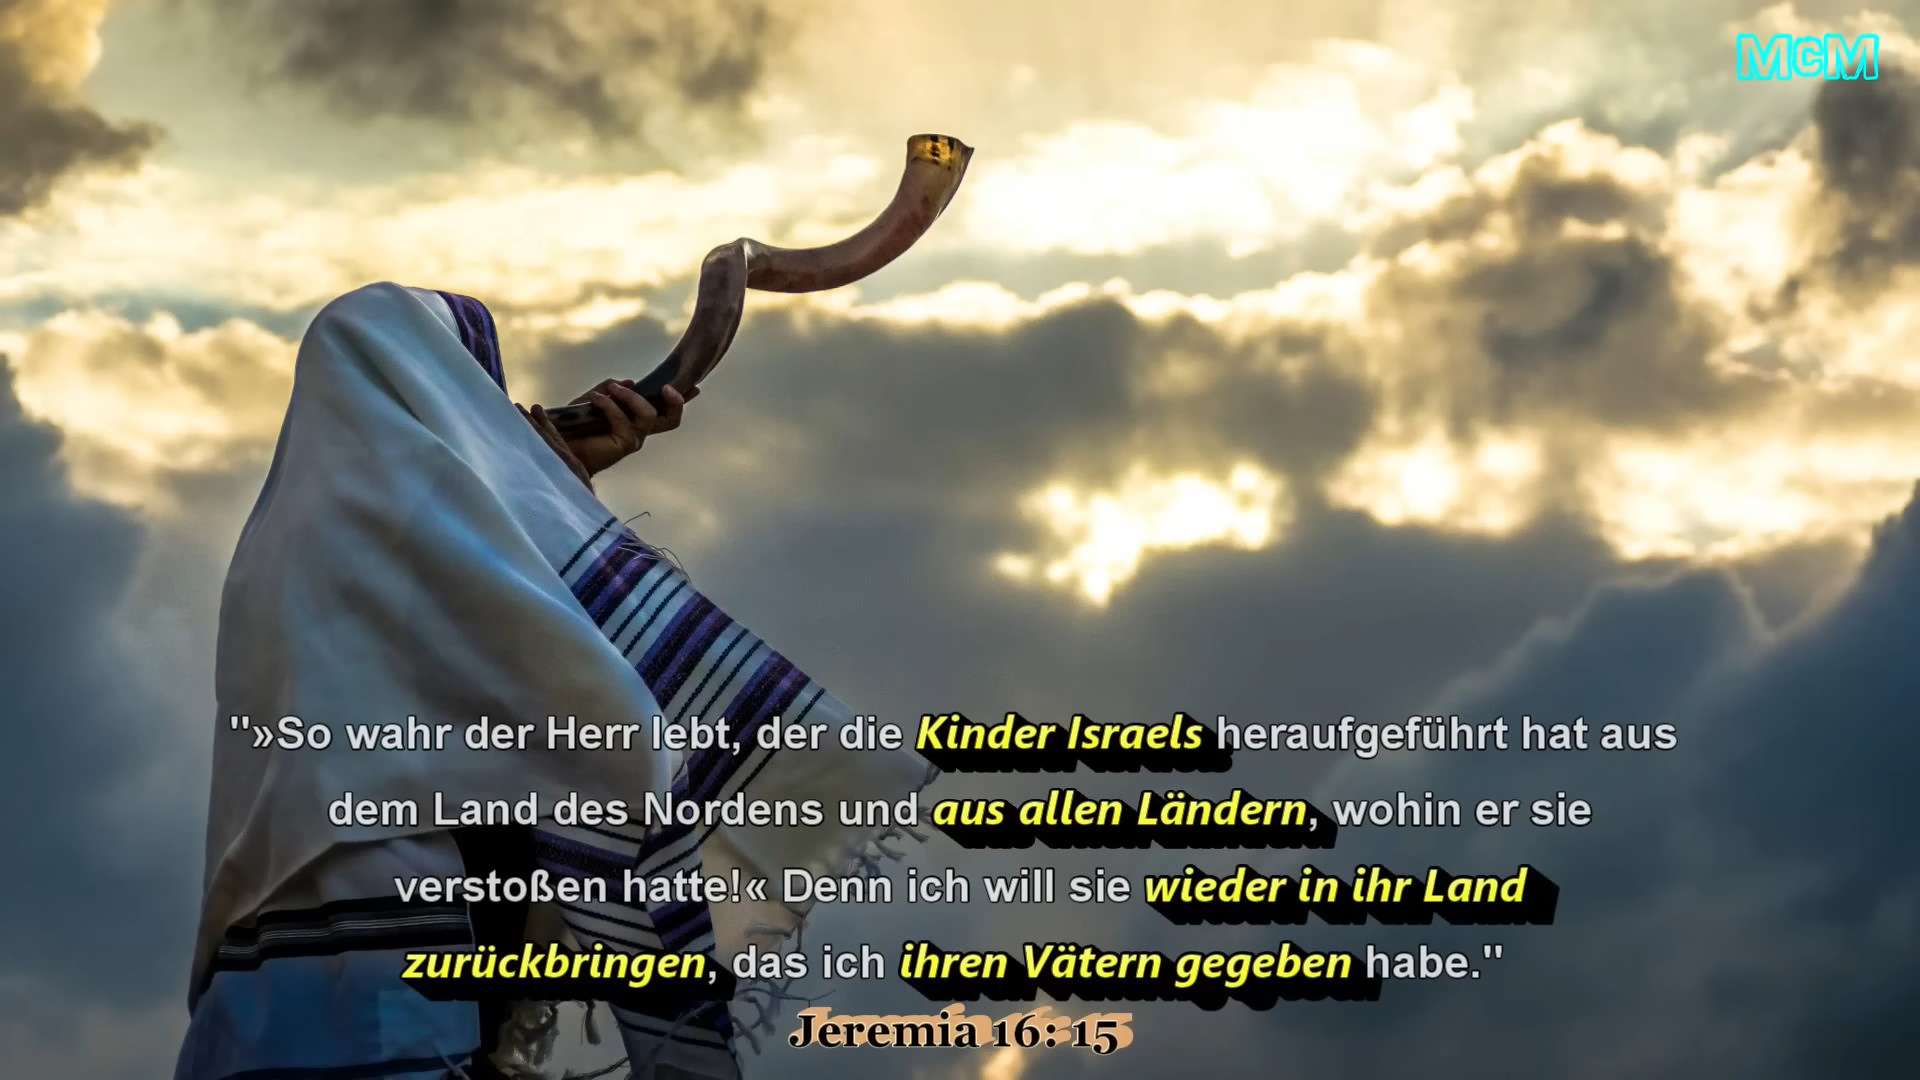 McM
"»So wahr der Herr lebt, der die Kinder Israels heraufgeführt hat aus
dem Land des Nordens und aus allen Ländern, wohin er sie
verstoßen hatte!« Denn ich will sie wieder in ihr Land
zurückbringen, das ich ihren Vätern gegeben habe."
Jeremia 16:15